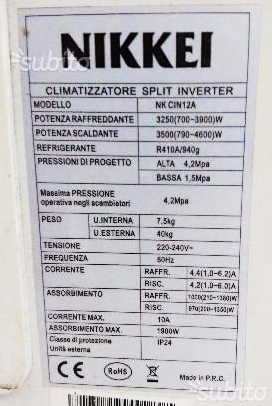 subito
NIKKEI
CLIMATIZZATORE SPLIT INVERTER
MODELLO NK CIN12A
POTENZA RAFFREDDANTE 3250(700~3900)W
POTENZA SCALDANTE 3500(790~4600)W
REFRIGERANTE R410A/940g
PRESSIONI DI PROGETTO ALTA 4,2Mpa
BASSA 1,5Mpa
Massima PRESSIONE
operativa negli scambiatori 4,2Mpa
PESO U.INTERNA 7.5kg
U.ESTERNA 40kg
TENSIONE 220-240V~
FREQUENZA 50Hz
CORRENTE RAFFR. 4.4(1.0~6.2)A
RISC. 4.2(1.0~6.0)A
ASSORBIMENTO RAFFR.
RISC.
CORRENTE MAX. 10A
ASSORBIMENTO MAX. 1980W
Classe di protezione
Unità esterna IP24
CE RoHS Made in P.R.C.
subito